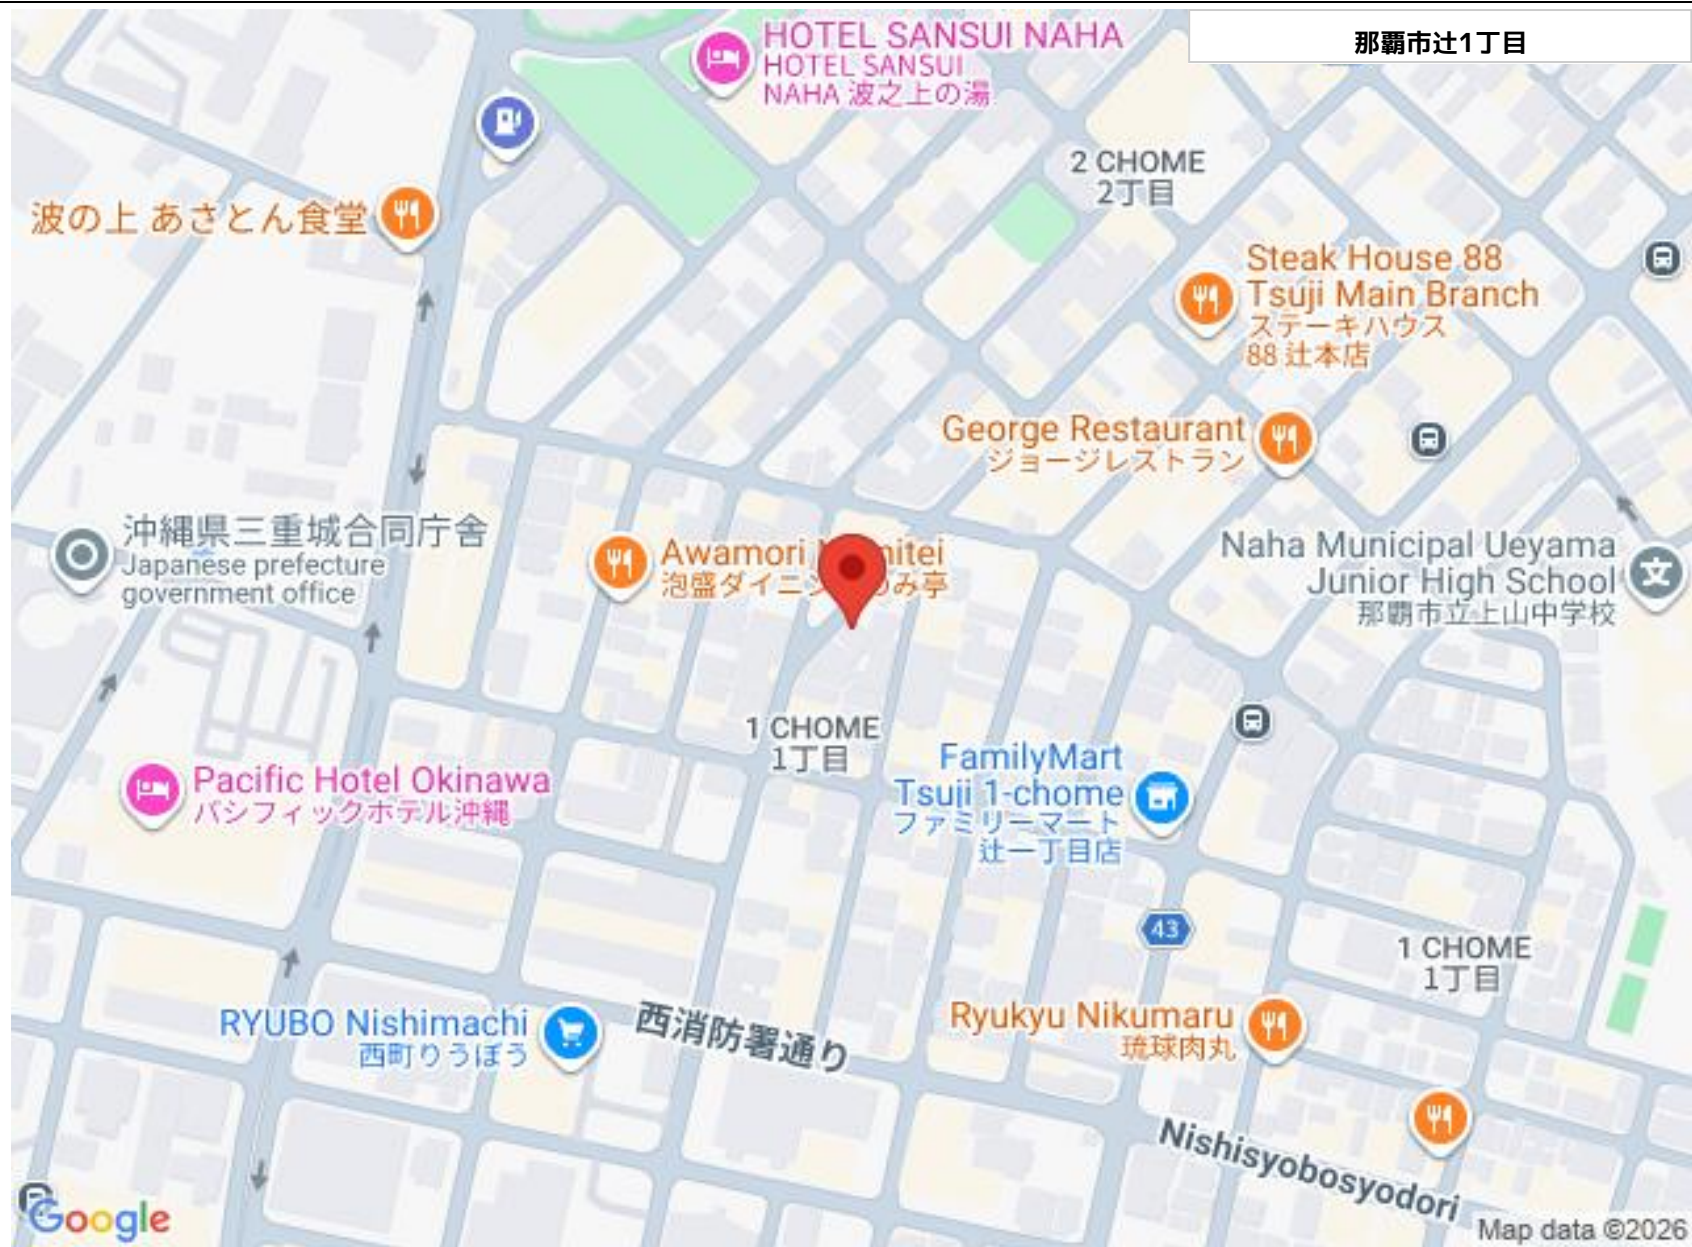 那覇市辻1丁目
HOTEL SANSUI NAHA
HOTEL SANSUI
NAHA 波之上の湯
2 CHOME
2丁目
波の上 あさとん食堂
Steak House 88
Tsuji Main Branch
ステーキハウス
88 辻本店
George Restaurant
ジョージレストラン
沖縄県三重城合同庁舎
Japanese prefecture
government office
Awamori
泡盛ダイニン
み亭
Naha Municipal Ueyama
Junior High School
那覇市立上山中学校
文
1 CHOME
1丁目
Pacific Hotel Okinawa
パシフィックホテル沖縄
FamilyMart
Tsuji 1-chome
ファミリーマート
辻一丁目店
43
1 CHOME
1丁目
RYUBO Nishimachi
西町りうぼう
西消防署通り
Ryukyu Nikumaru
琉球肉丸
Nishisyobosyodori
Google
Map data ©2026